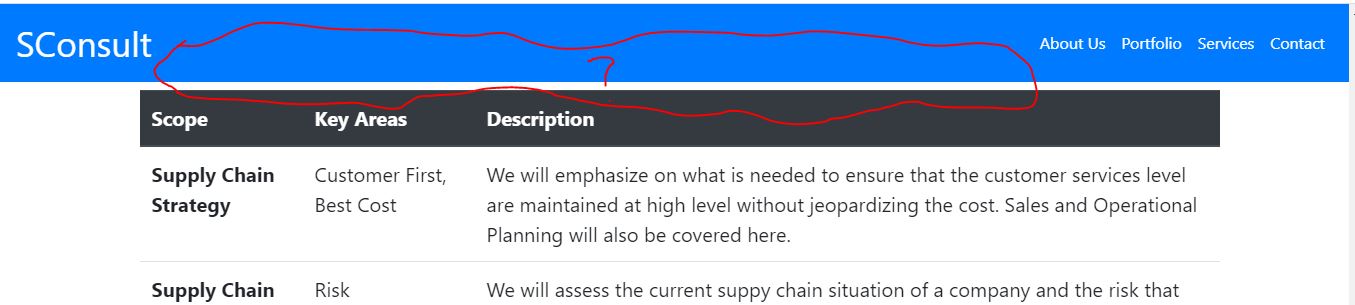 SConsult
About Us Portfolio Services Contact
?
Scope Key Areas Description
Supply Chain Customer First, We will emphasize on what is needed to ensure that the customer services level
Strategy Best Cost are maintained at high level without jeopardizing the cost. Sales and Operational
Planning will also be covered here.
Supply Chain Risk We will assess the current suppy chain situation of a company and the risk that